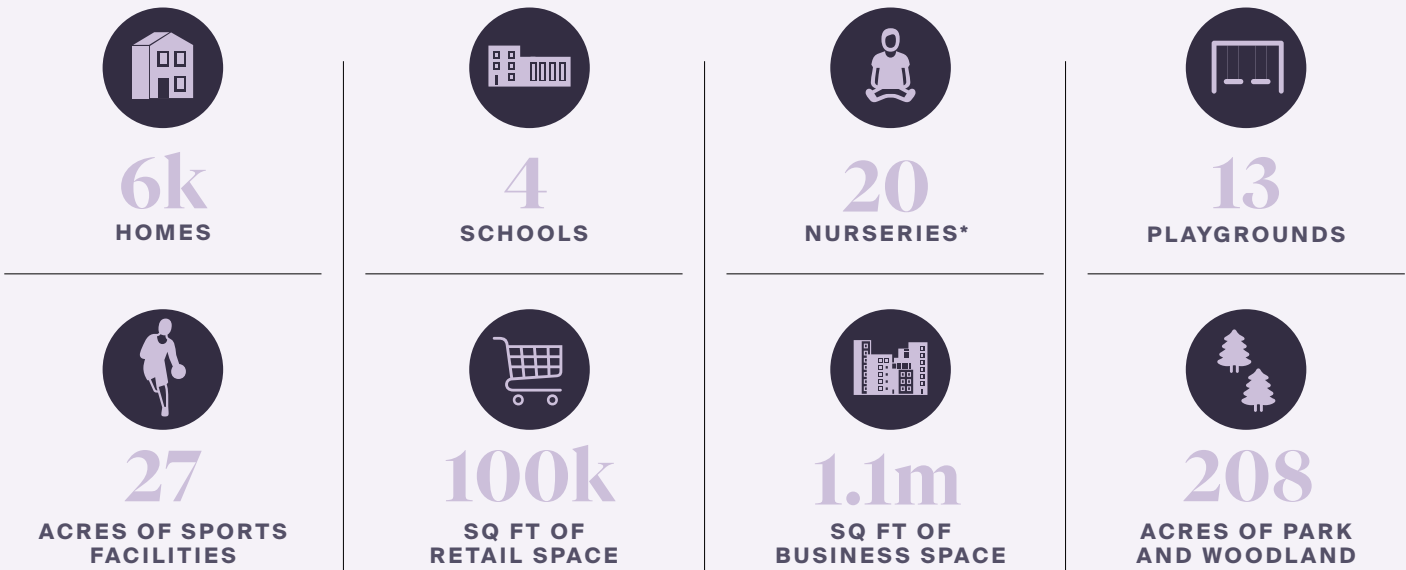 6k
HOMES
4
SCHOOLS
20
NURSERIES*
13
PLAYGROUNDS
27
ACRES OF SPORTS
FACILITIES
100k
SQ FT OF
RETAIL SPACE
1.1m
SQ FT OF
BUSINESS SPACE
208
ACRES OF PARK
AND WOODLAND